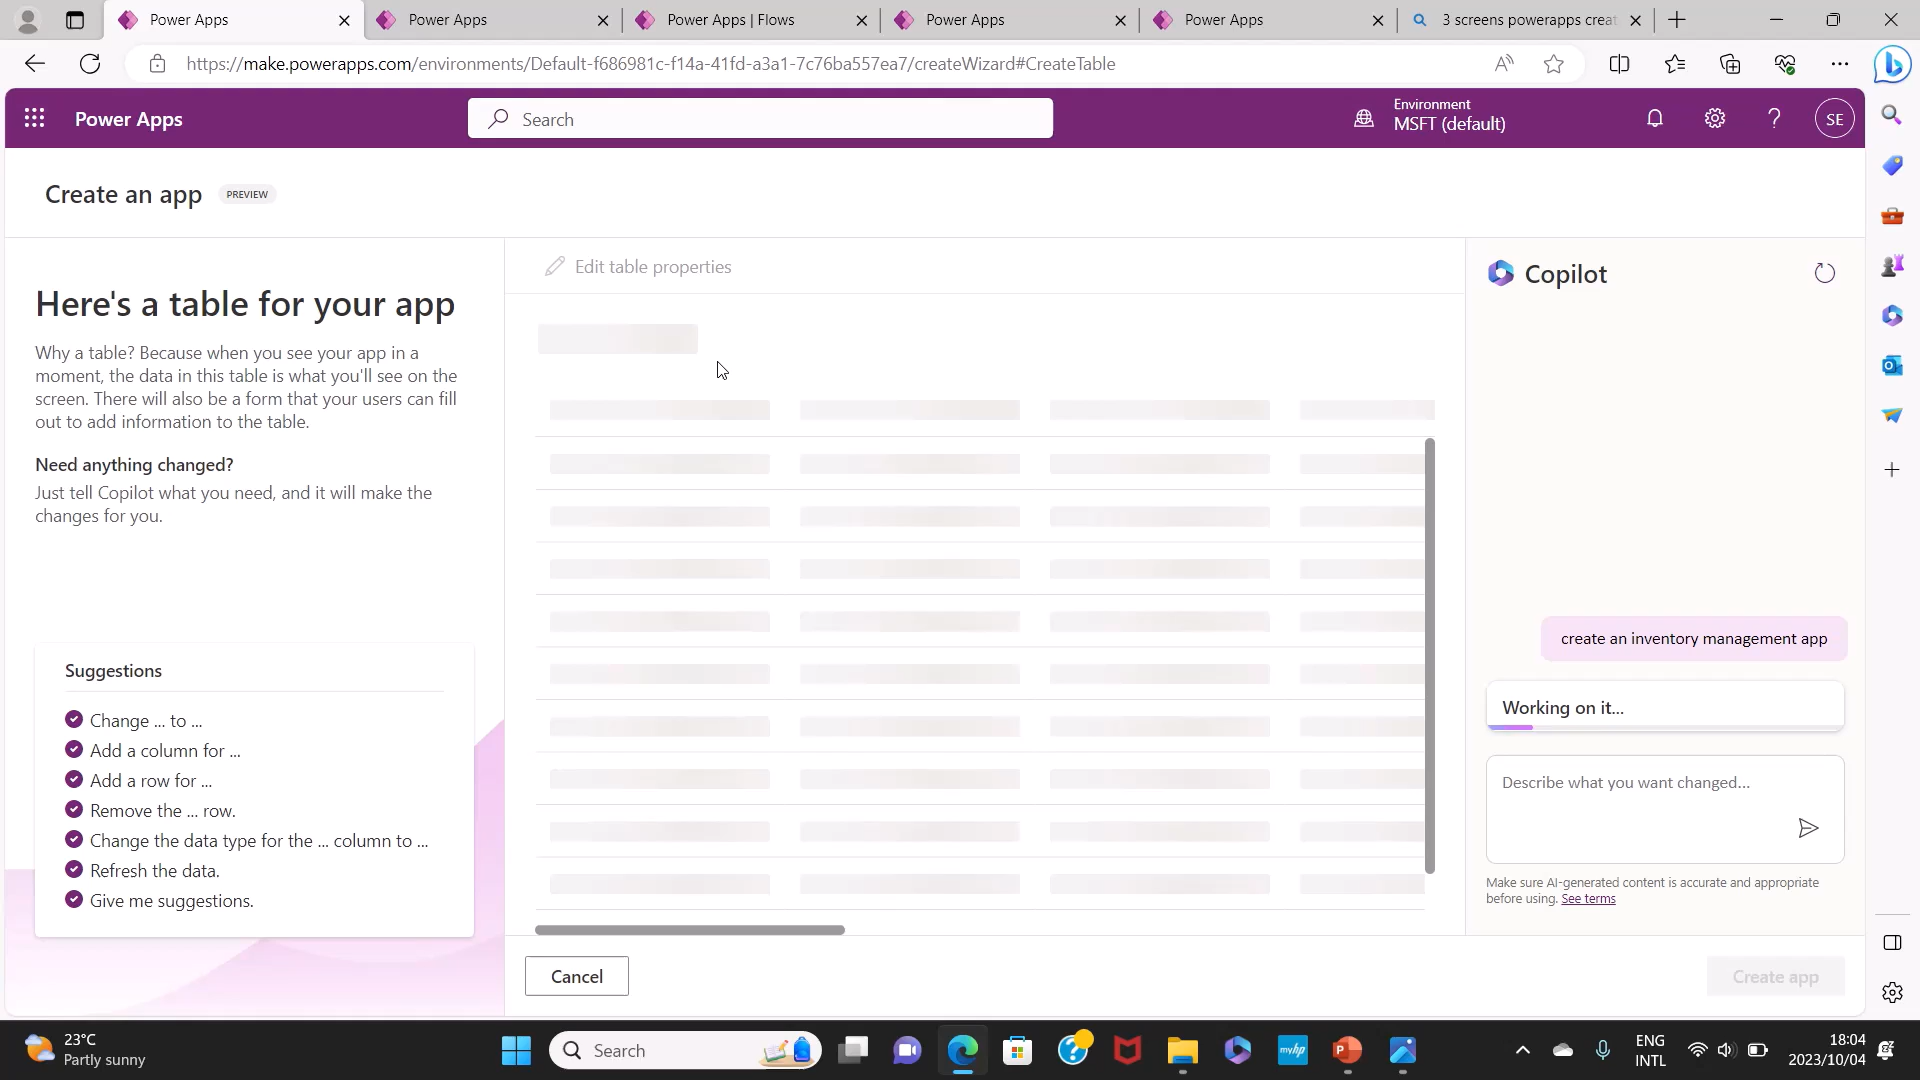 Power Apps
Power Apps
Power Apps | Flows
Power Apps
Power Apps
3 screens powerapps creat
https://make.powerapps.com/environments/Default-f686981c-f14a-41fd-a3a1-7c76ba557ea7/createWizard#CreateTable
Power Apps
Search
Environment
MSFT (default)
SE
Create an app
PREVIEW
Here's a table for your app
Why a table? Because when you see your app in a
moment, the data in this table is what you'll see on the
screen. There will also be a form that your users can fill
out to add information to the table.
Need anything changed?
Just tell Copilot what you need, and it will make the
changes for you.
Suggestions
Change ... to ...
Add a column for ...
Add a row for ...
Remove the ... row.
Change the data type for the ... column to ...
Refresh the data.
Give me suggestions.
Edit table properties
Cancel
Copilot
create an inventory management app
Working on it...
Describe what you want changed...
Make sure AI-generated content is accurate and appropriate
before using. See terms
Create app
23°C
Partly sunny
Search
myhp
ENG
INTL
18:04
2023/10/04